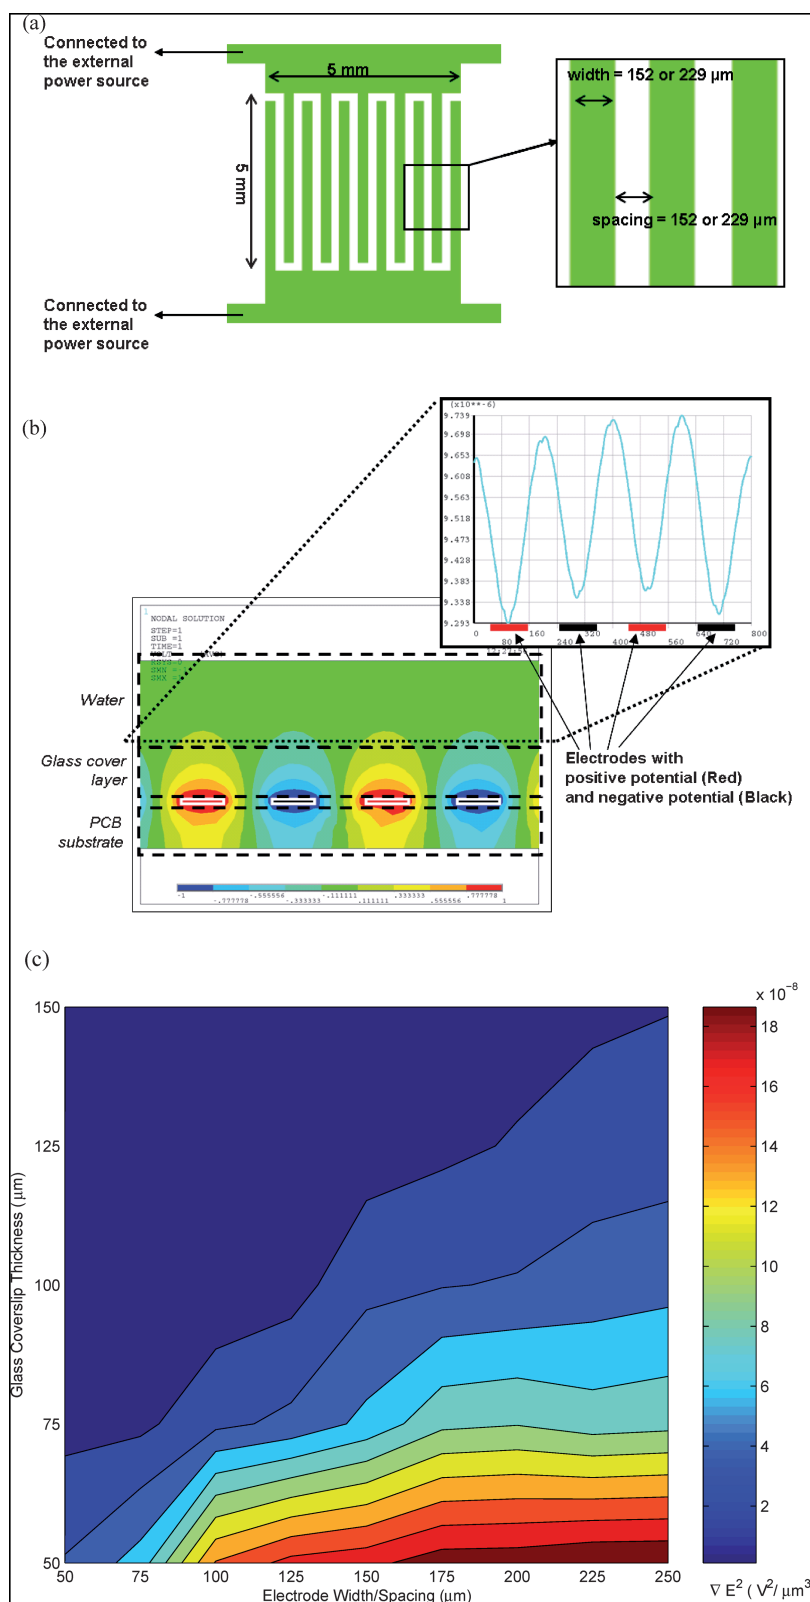 (a)
Connected to
the external
power source
5 mm
5 mm
width = 152 or 229 μm
spacing = 152 or 229 μm
Connected to
the external
power source
(b)
(x10**-6)
9.739
9.698
9.653
9.608
9.563
9.518
9.473
9.428
9.383
9.338
9.293
0 160 320 480 640 800
80 240 400 560 720
1
NODAL SOLUTION
STEP=1
SUB =1
TIME=1
Water
Glass cover
layer
PCB
substrate
Electrodes with
positive potential (Red)
and negative potential (Black)
-1 -.555556 -.111111 .333333 .777778
-.777778 -.333333 .111111 .555556 1
(c)
x 10⁻⁸
150
125
100
75
50
Glass Coverslip Thickness (μm)
18
16
14
12
10
8
6
4
2
50 75 100 125 150 175 200 225 250
Electrode Width/Spacing (μm)
∇ E² ( V²/ μm³